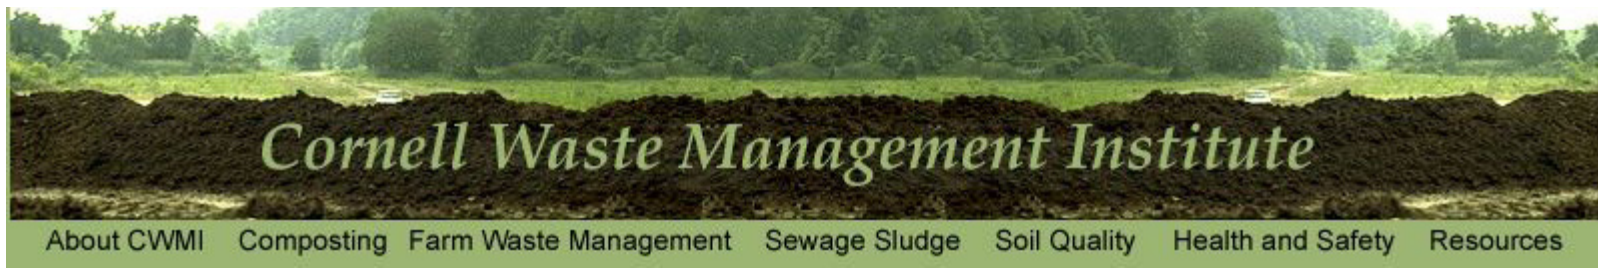 Cornell Waste Management Institute
About CWMI Composting Farm Waste Management Sewage Sludge Soil Quality Health and Safety Resources